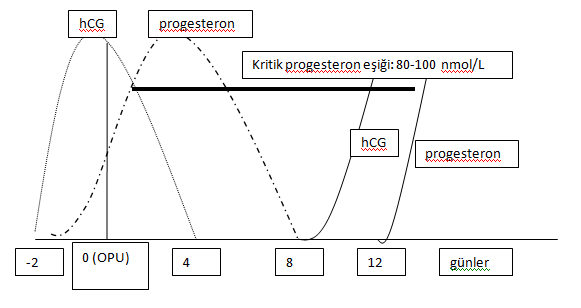 hCG
progesteron
Kritik progesteron eşiği: 80-100 nmol/L
hCG
progesteron
-2
0 (OPU)
4
8
12
günler